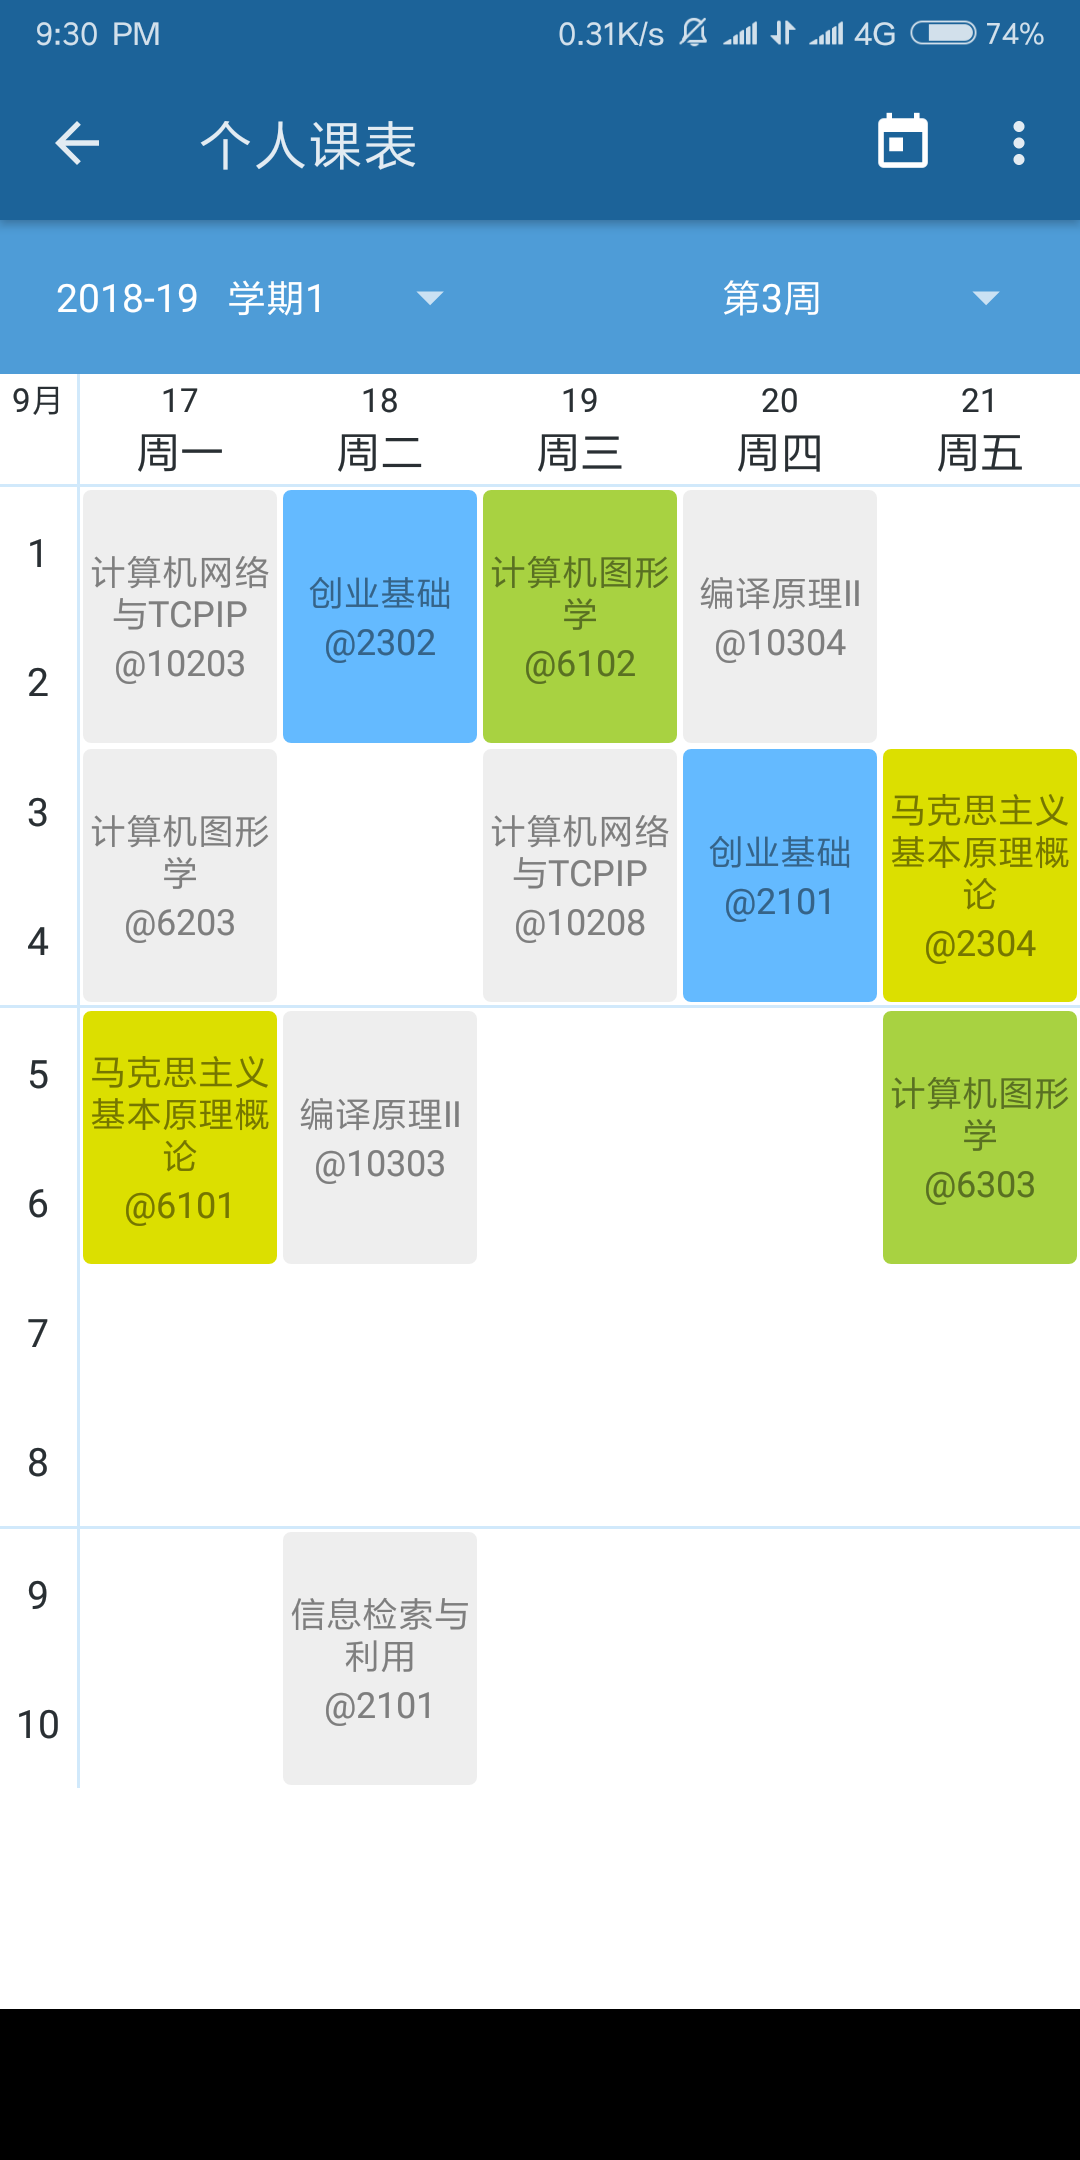 9:30 PM 0.31K/s 4G 74%
个人课表
2018-19 学期1 第3周
9月 17 18 19 20 21
周一 周二 周三 周四 周五
1
2
计算机网络
与TCPIP
@10203
创业基础
@2302
计算机图形
学
@6102
编译原理II
@10304
3
4
计算机图形
学
@6203
计算机网络
与TCPIP
@10208
创业基础
@2101
马克思主义
基本原理概
论
@2304
5
6
马克思主义
基本原理概
论
@6101
编译原理II
@10303
计算机图形
学
@6303
7
8
9
10
信息检索与
利用
@2101